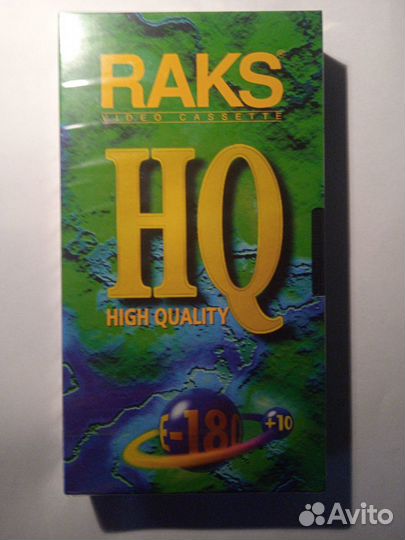 RAKS®
VIDEO CASSETTE
HQ
HIGH QUALITY
E-180
+10
Avito